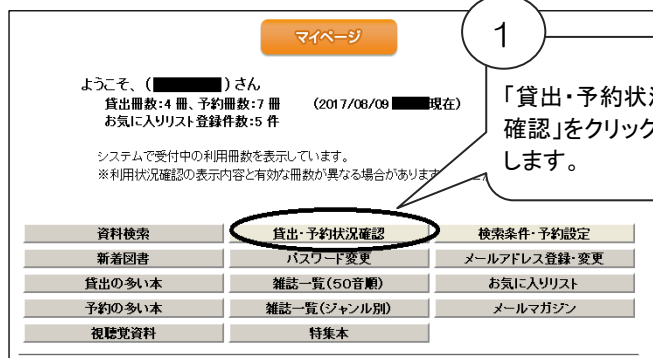 マイページ
1
ようこそ、( )さん
貸出冊数:4 冊、予約冊数:7 冊 (2017/08/09 現在)
お気に入りリスト登録件数:5 件
「貸出・予約状況
確認」をクリック
します。
システムで受付中の利用冊数を表示しています。
※利用状況確認の表示内容と有効な冊数が異なる場合があります
資料検索 貸出・予約状況確認 検索条件・予約設定
新着図書 パスワード変更 メールアドレス登録・変更
貸出の多い本 雑誌一覧(50音順) お気に入りリスト
予約の多い本 雑誌一覧(ジャンル別) メールマガジン
視聴覚資料 特集本